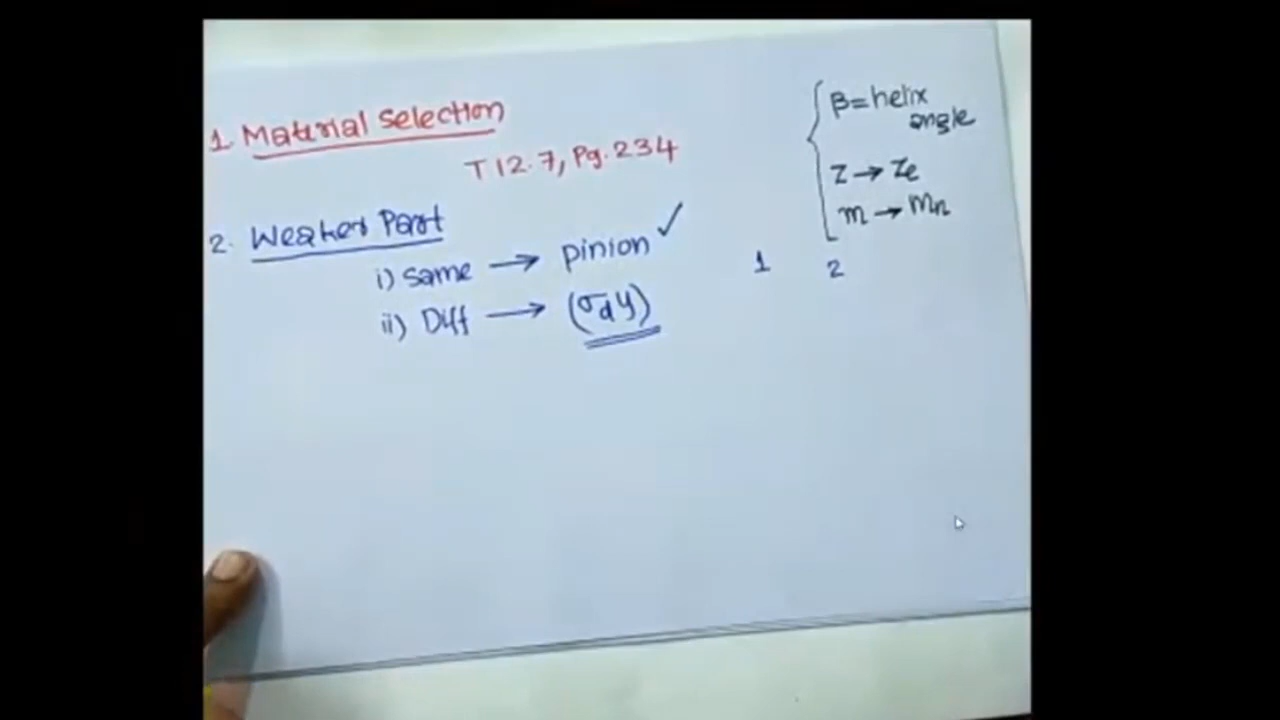 1. Material Selection
T 12.7, Pg. 234
2. Weaker Part
i) Same → pinion ✓
ii) Diff → (σd y)
β = helix
angle
Z → Ze
m → Mn
1 2